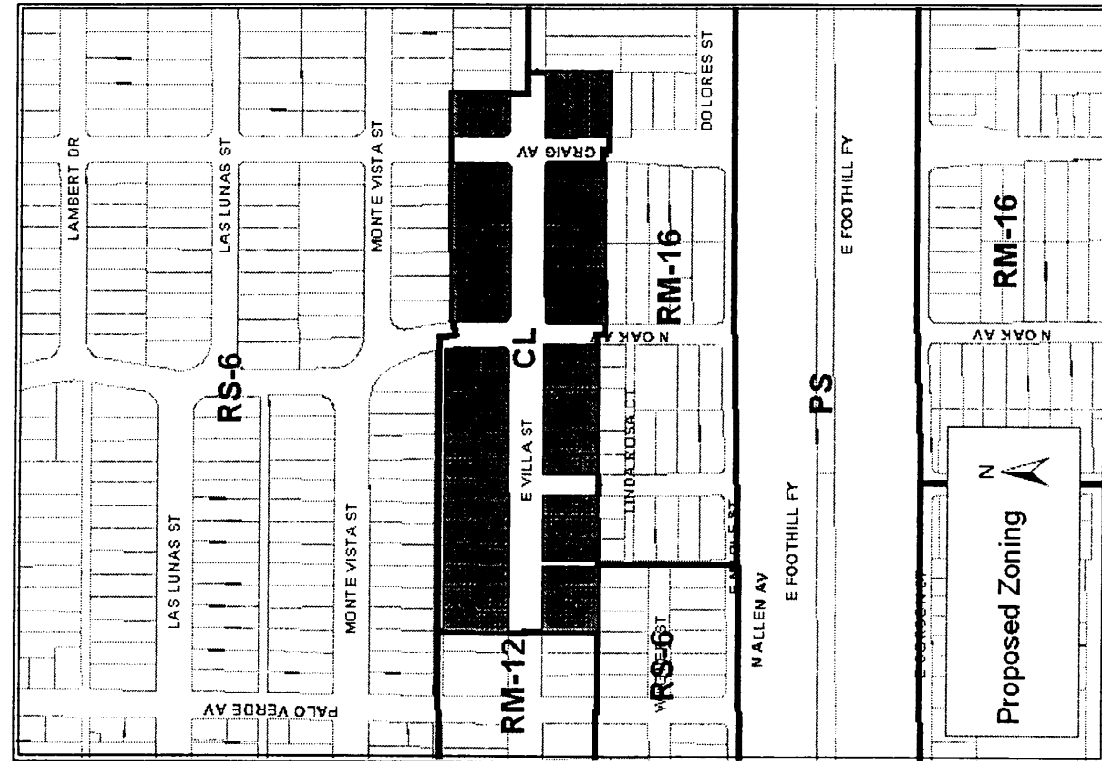 LAMBERT DR
LAS LUNAS ST
MONTE VISTA ST
DOLORES ST
CRAIG AV
E FOOTHILL FY
RM-16
RM-16
RS-6
CL
N OAK AV
N OAK AV
PS
E VILLA ST
LINDA ROSA CT
LAS LUNAS ST
MONTE VISTA ST
N ALLEN AV
E FOOTHILL FY
RM-12
RS-6
PALO VERDE AV
N
Proposed Zoning